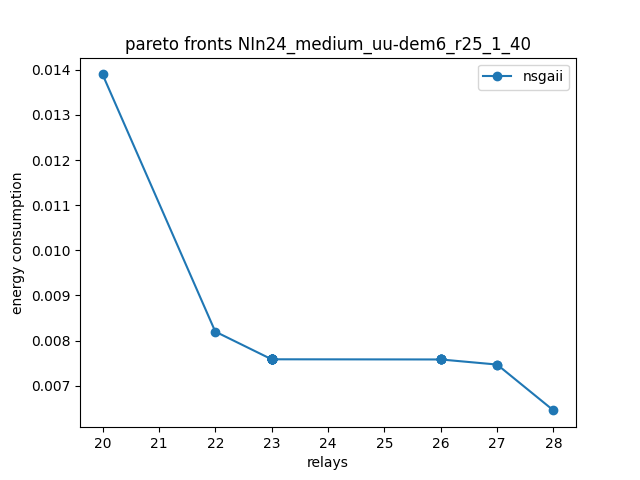 pareto fronts NIn24_medium_uu-dem6_r25_1_40
nsgaii
energy consumption
0.014
0.013
0.012
0.011
0.010
0.009
0.008
0.007
20 21 22 23 24 25 26 27 28
relays